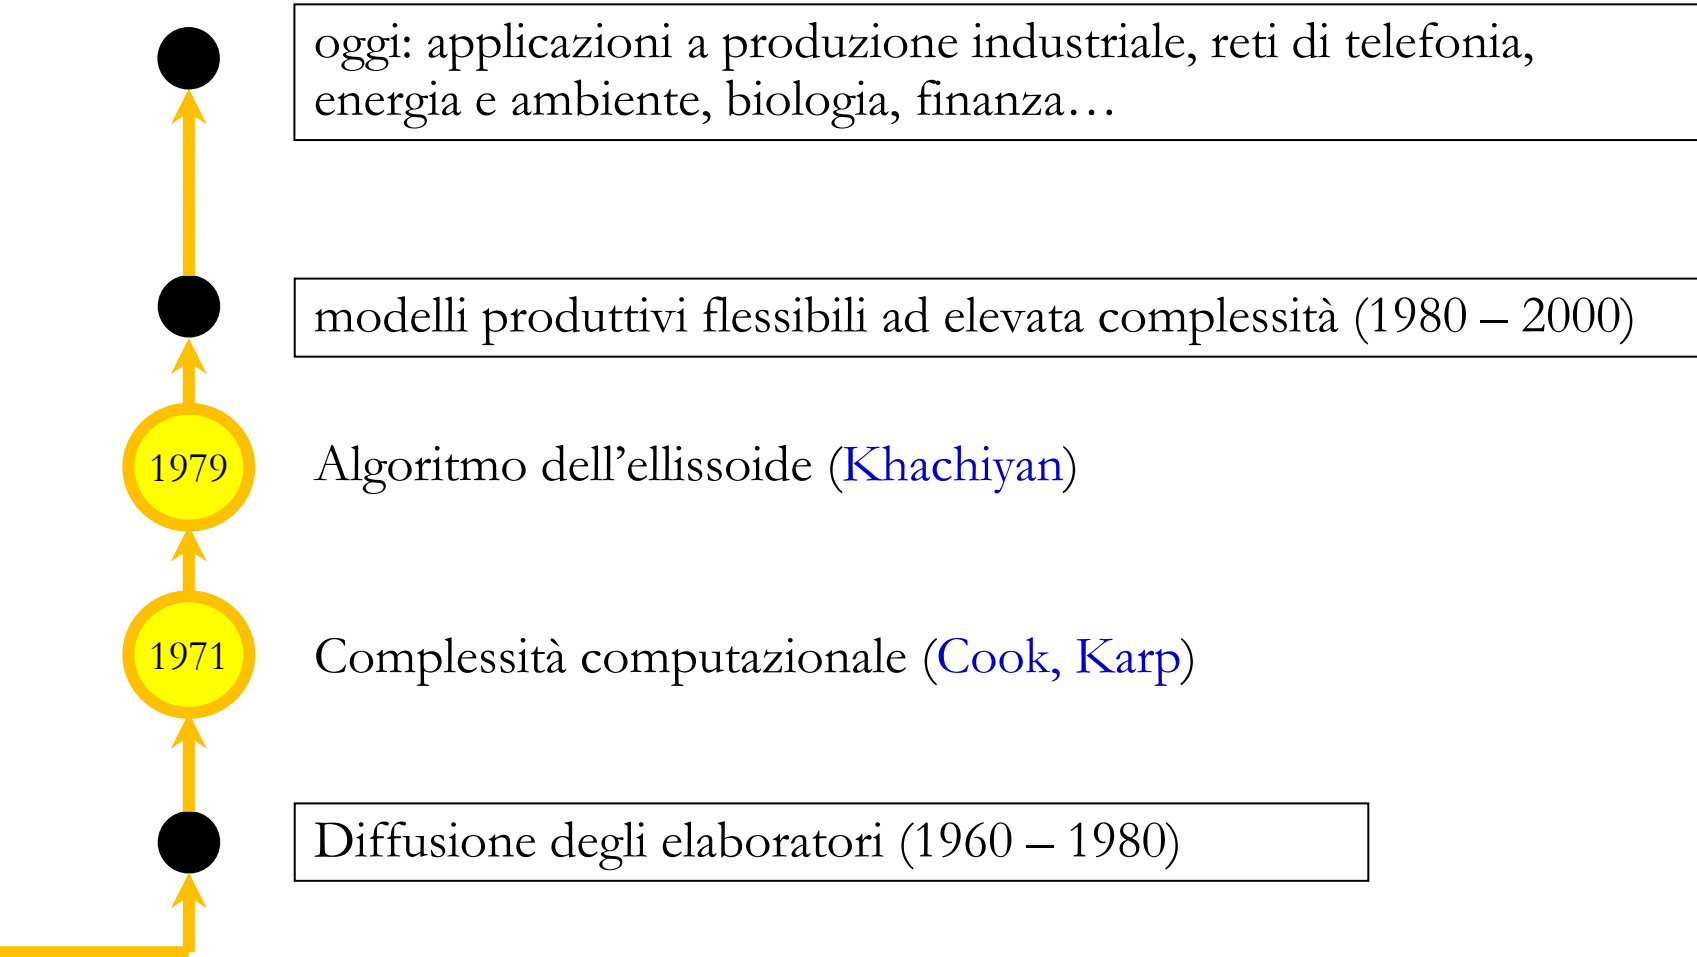 oggi: applicazioni a produzione industriale, reti di telefonia,
energia e ambiente, biologia, finanza…
modelli produttivi flessibili ad elevata complessità (1980 – 2000)
1979 Algoritmo dell’ellissoide (Khachiyan)
1971 Complessità computazionale (Cook, Karp)
Diffusione degli elaboratori (1960 – 1980)